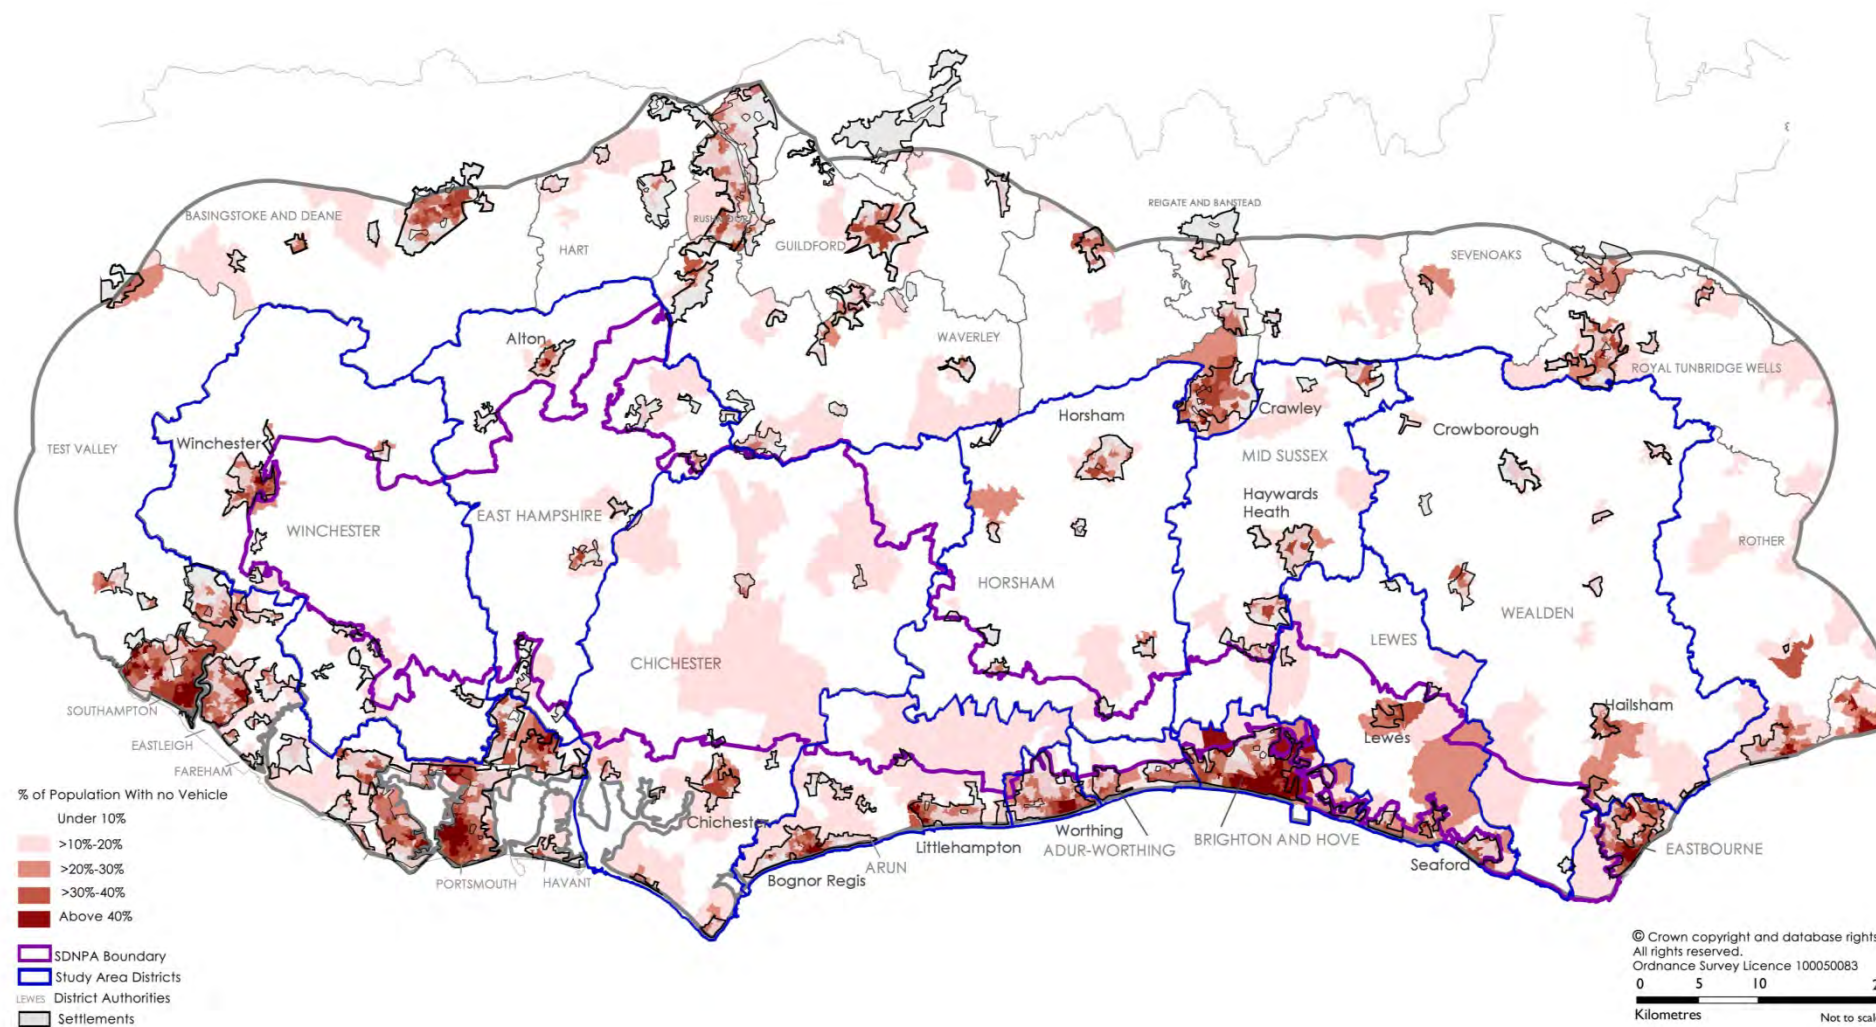 BASINGSTOKE AND DEANE
HART
GUILDFORD
REIGATE AND BANSTEAD
SEVENOAKS
Alton
WAVERLEY
ROYAL TUNBRIDGE WELLS
TEST VALLEY
Winchester
Horsham
Crawley
Crowborough
MID SUSSEX
Haywards
Heath
WINCHESTER
EAST HAMPSHIRE
ROTHER
HORSHAM
WEALDEN
LEWES
CHICHESTER
SOUTHAMPTON
EASTLEIGH
FAREHAM
Hailsham
Lewes
Chichester
PORTSMOUTH
HAVANT
Bognor Regis
ARUN
Littlehampton
Worthing
ADUR-WORTHING
BRIGHTON AND HOVE
Seaford
EASTBOURNE
% of Population With no Vehicle
Under 10%
>10%-20%
>20%-30%
>30%-40%
Above 40%
SDNPA Boundary
Study Area Districts
LEWES District Authorities
Settlements
© Crown copyright and database rights
All rights reserved.
Ordnance Survey Licence 100050083
0 5 10 2
Kilometres
Not to scal